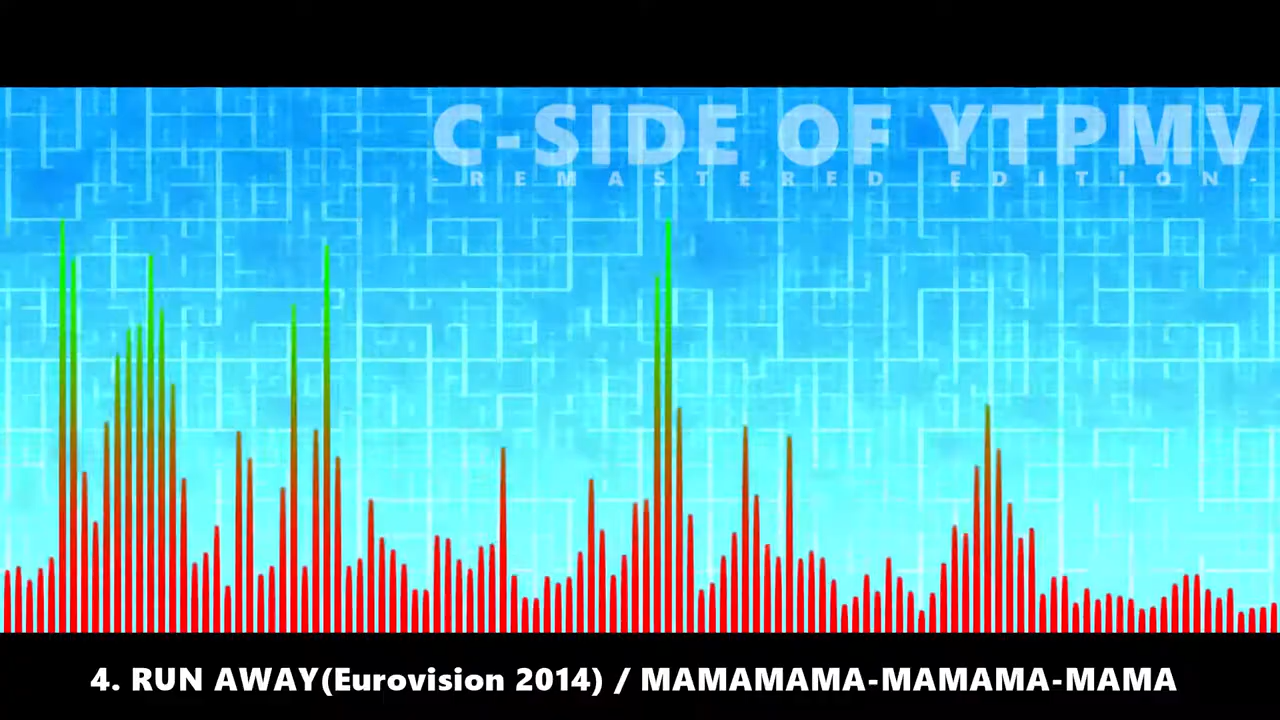 C-SIDE OF YTPMV
-REMASTERED EDITION-
4. RUN AWAY(Eurovision 2014) / MAMAMAMA-MAMAMA-MAMA